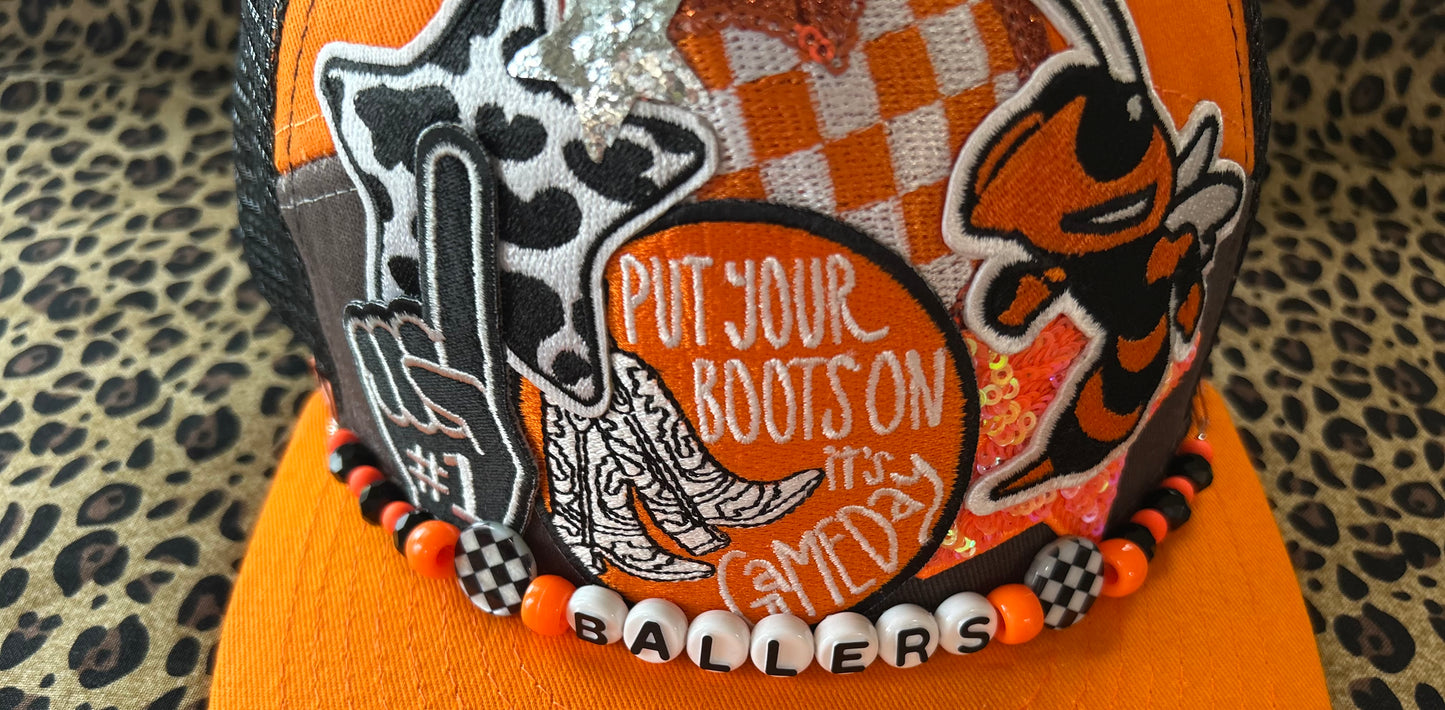 PUT YOUR
BOOTS ON
it's
GaMEDay
#1
BALLERS